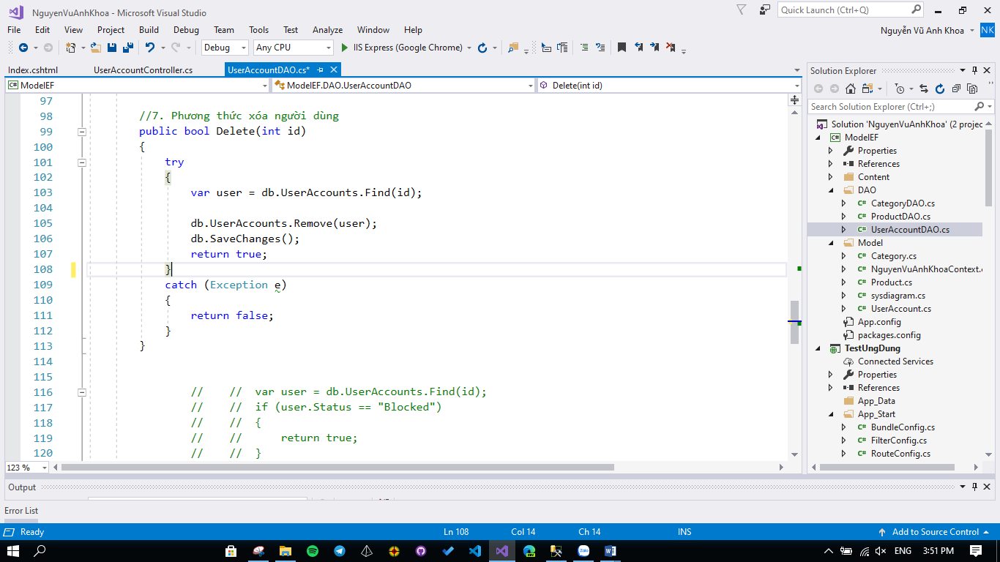 NguyenVuAnhKhoa - Microsoft Visual Studio
Quick Launch (Ctrl+Q)
File Edit View Project Build Debug Team Tools Test Analyze Window Help
Nguyễn Vũ Anh Khoa NK
Debug Any CPU IIS Express (Google Chrome)
Index.cshtml UserAccountController.cs UserAccountDAO.cs*
C# ModelEF ModelEF.DAO.UserAccountDAO Delete(int id)
97
98 //7. Phương thức xóa người dùng
99 public bool Delete(int id)
100 {
101 try
102 {
103 var user = db.UserAccounts.Find(id);
104
105 db.UserAccounts.Remove(user);
106 db.SaveChanges();
107 return true;
108 }
109 catch (Exception e)
110 {
111 return false;
112 }
113 }
114
115
116 // // var user = db.UserAccounts.Find(id);
117 // // if (user.Status == "Blocked")
118 // // {
119 // // return true;
120 // // }
123 %
Solution Explorer
Search Solution Explorer (Ctrl+;)
Solution 'NguyenVuAnhKhoa' (2 projec
C# ModelEF
Properties
References
Content
DAO
C# CategoryDAO.cs
C# ProductDAO.cs
C# UserAccountDAO.cs
Model
C# Category.cs
C# NguyenVuAnhKhoaContext.
C# Product.cs
C# sysdiagram.cs
C# UserAccount.cs
App.config
packages.config
TestUngDung
Connected Services
Properties
References
App_Data
App_Start
C# BundleConfig.cs
C# FilterConfig.cs
C# RouteConfig.cs
Output
Error List
Ready Ln 108 Col 14 Ch 14 INS Add to Source Control
ENG 3:51 PM